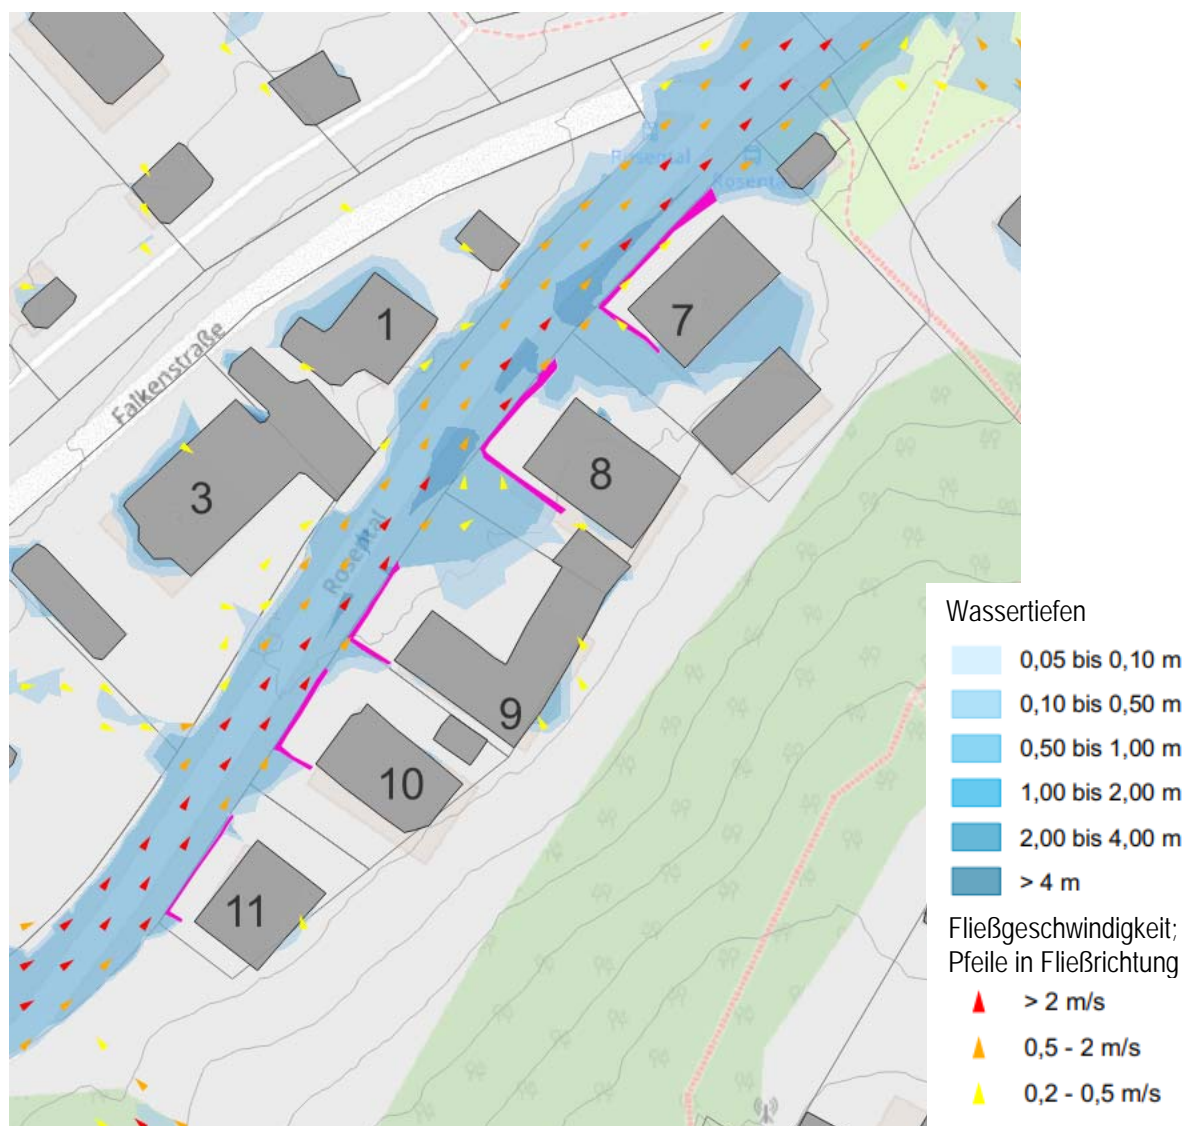 Rosental
Rosental
7
1
Falkenstraße
3
8
Rosental
9
10
11
Wassertiefen
0,05 bis 0,10 m
0,10 bis 0,50 m
0,50 bis 1,00 m
1,00 bis 2,00 m
2,00 bis 4,00 m
> 4 m
Fließgeschwindigkeit;
Pfeile in Fließrichtung
> 2 m/s
0,5 - 2 m/s
0,2 - 0,5 m/s